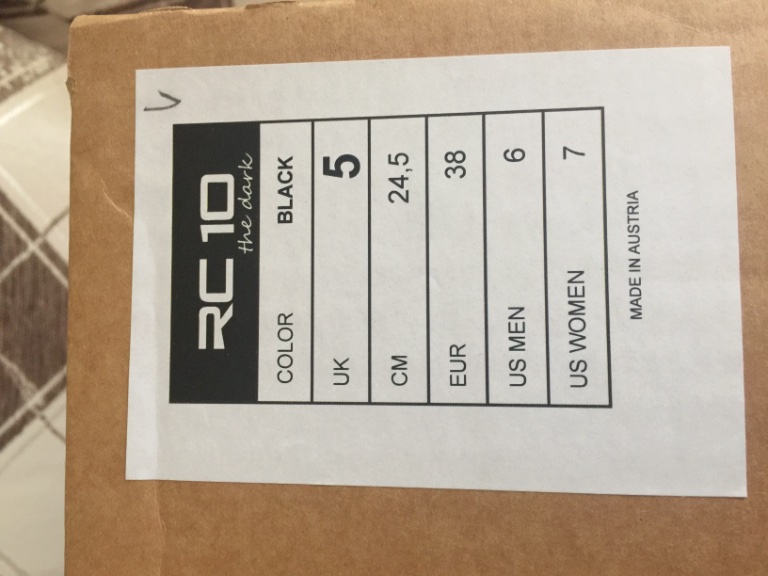 RC 10
the dark
COLOR BLACK
UK 5
CM 24,5
EUR 38
US MEN 6
US WOMEN 7
MADE IN AUSTRIA